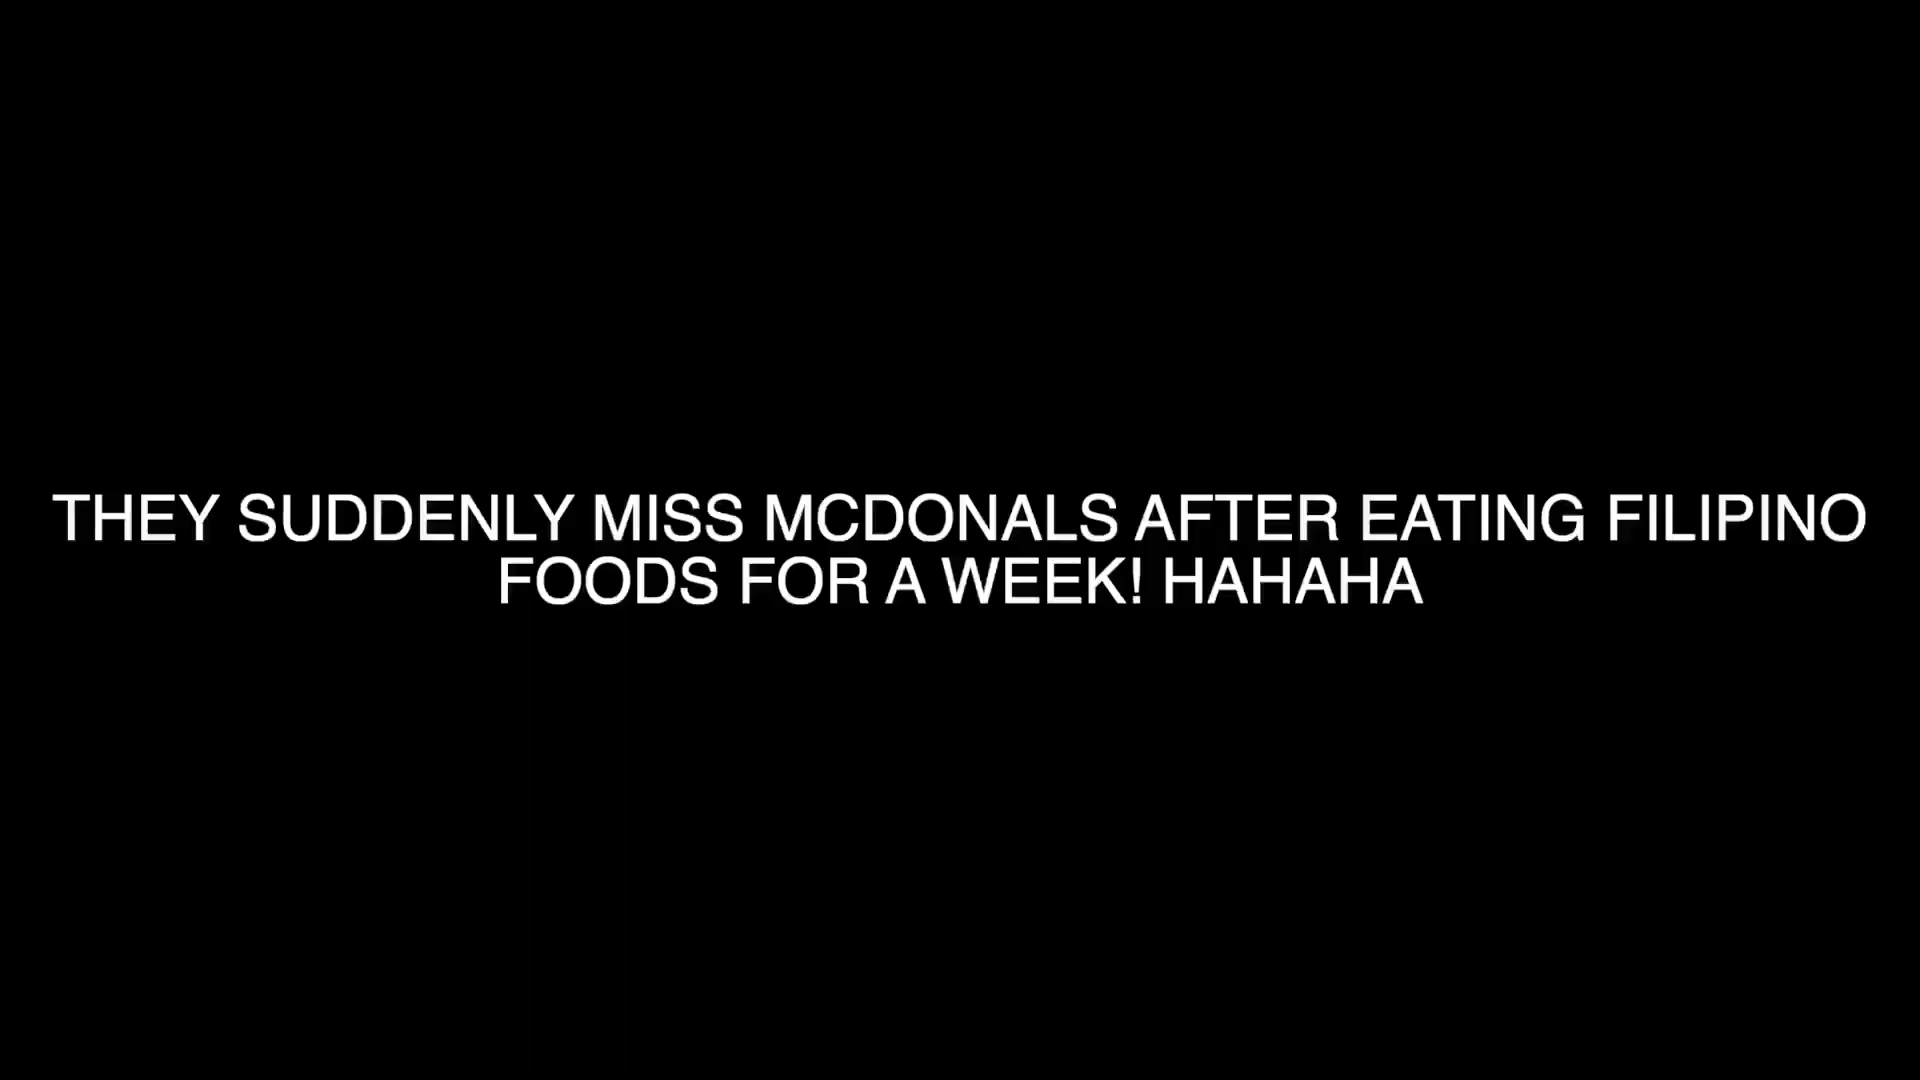 THEY SUDDENLY MISS MCDONALS AFTER EATING FILIPINO
FOODS FOR A WEEK! HAHAHA